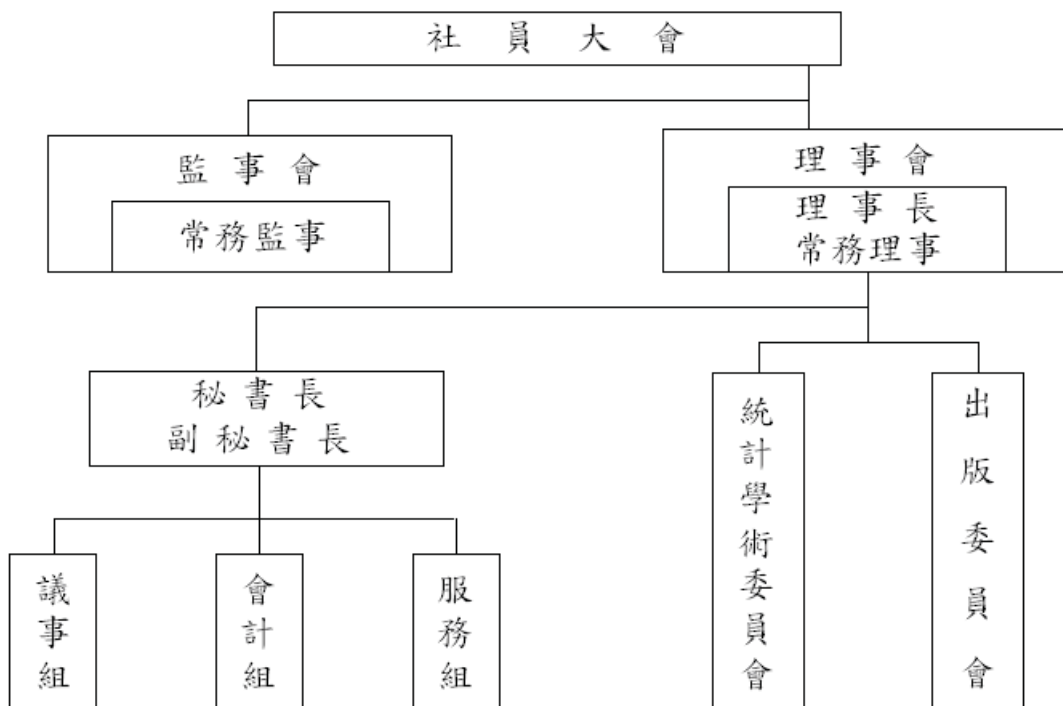 社員大會
監事會
常務監事
理事會
理事長
常務理事
秘書長
副秘書長
議事組
會計組
服務組
統計學術委員會
出版委員會